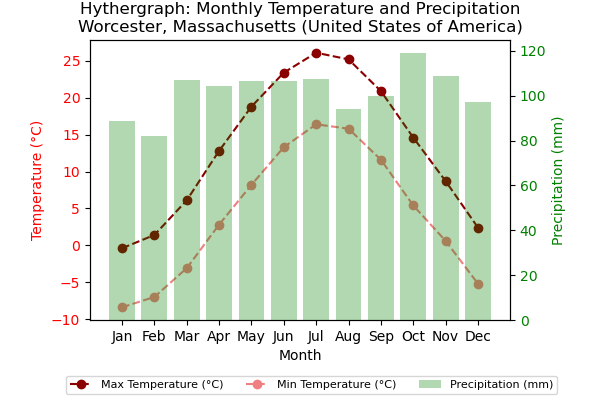 Hythergraph: Monthly Temperature and Precipitation
Worcester, Massachusetts (United States of America)
Temperature (°C)
25
20
15
10
5
0
−5
−10
120
100
80
60
40
20
0
Precipitation (mm)
Jan Feb Mar Apr May Jun Jul Aug Sep Oct Nov Dec
Month
Max Temperature (°C) Min Temperature (°C) Precipitation (mm)